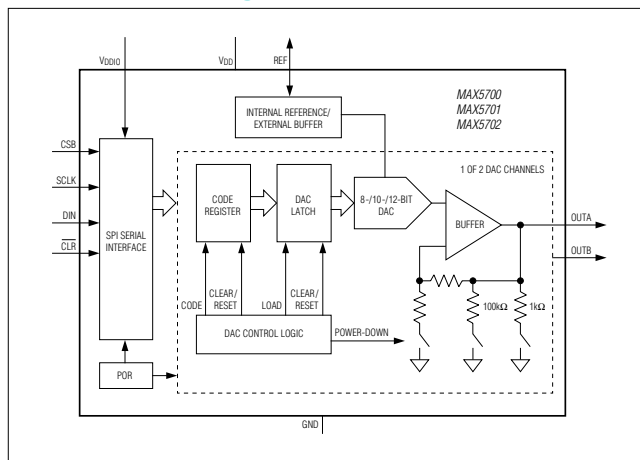 VDDIO
VDD
REF
MAX5700
MAX5701
MAX5702
INTERNAL REFERENCE/
EXTERNAL BUFFER
1 OF 2 DAC CHANNELS
CSB
SCLK
DIN
CLR
SPI SERIAL
INTERFACE
CODE
REGISTER
DAC
LATCH
8-/10-/12-BIT
DAC
BUFFER
OUTA
OUTB
CODE
CLEAR/
RESET
LOAD
CLEAR/
RESET
100kΩ
1kΩ
DAC CONTROL LOGIC
POWER-DOWN
POR
GND